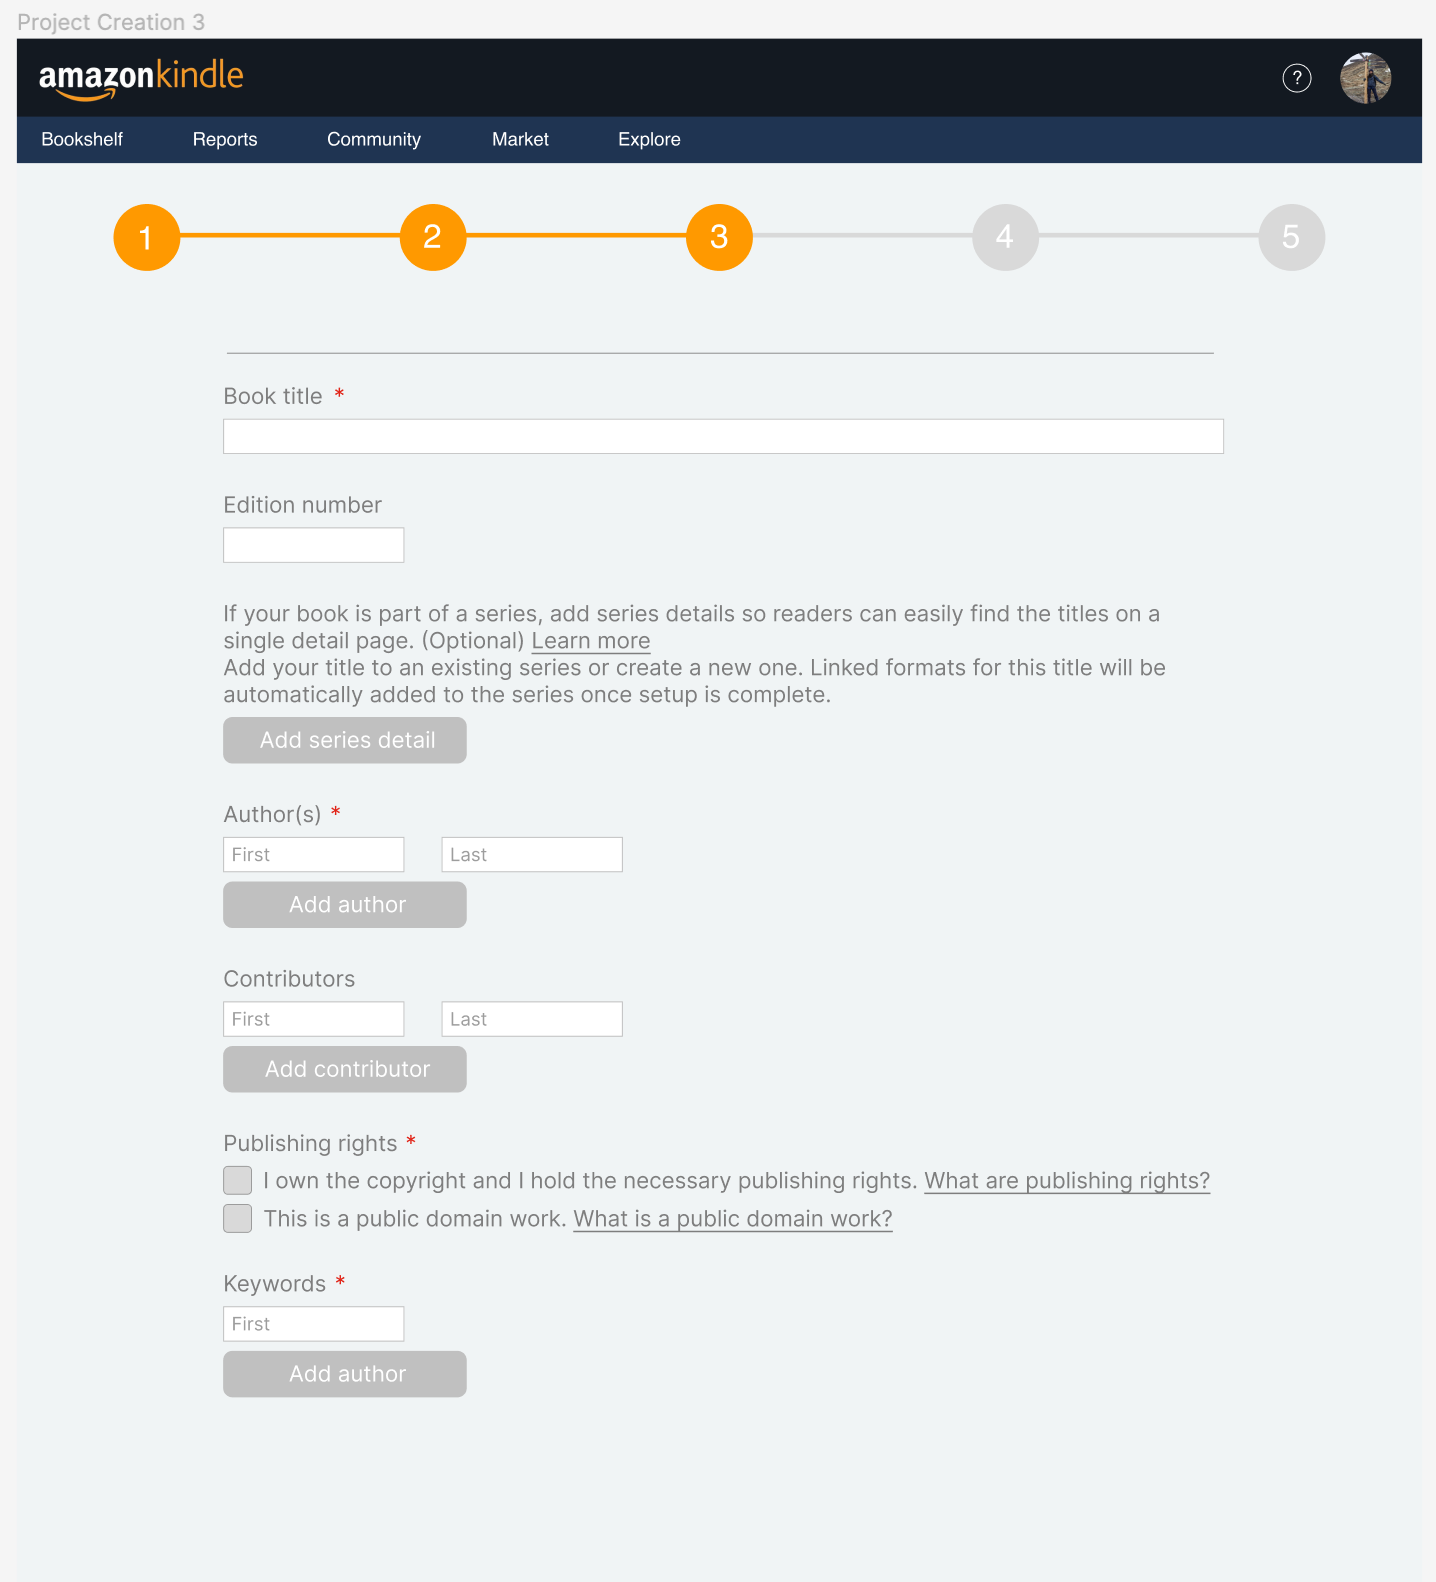 Project Creation 3
amazonkindle
?
Bookshelf Reports Community Market Explore
1 2 3 4 5
Book title *
Edition number
If your book is part of a series, add series details so readers can easily find the titles on a
single detail page. (Optional) Learn more
Add your title to an existing series or create a new one. Linked formats for this title will be
automatically added to the series once setup is complete.
Add series detail
Author(s) *
First Last
Add author
Contributors
First Last
Add contributor
Publishing rights *
I own the copyright and I hold the necessary publishing rights. What are publishing rights?
This is a public domain work. What is a public domain work?
Keywords *
First
Add author